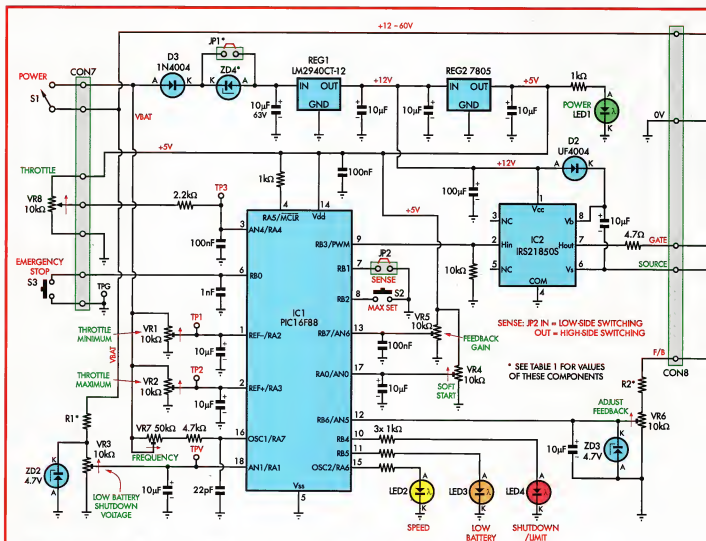 +12 – 60V
JP1*
D3
1N4004
ZD4*
A
K
K
A
REG1
LM2940CT-12
IN
OUT
GND
+12V
REG2 7805
IN
OUT
GND
+5V
1kΩ
POWER
LED1
A
λ
K
10µF
63V
10µF
10µF
10µF
POWER
S1
CON7
VBAT
+5V
THROTTLE
VR8
10kΩ
2.2kΩ
TP3
100nF
1kΩ
100nF
4
RA5/MCLR
14
Vdd
3
AN4/RA4
EMERGENCY
STOP
S3
TPG
6
RB0
1nF
IC1
PIC16F88
THROTTLE
MINIMUM
VR1
10kΩ
TP1
1
REF–/RA2
10µF
THROTTLE
MAXIMUM
VR2
10kΩ
TP2
2
REF+/RA3
10µF
VBAT
R1*
VR7 50kΩ
4.7kΩ
16
OSC1/RA7
FREQUENCY
VR3
10kΩ
TPV
18
AN1/RA1
ZD2
4.7V
K
A
LOW BATTERY
SHUTDOWN
VOLTAGE
10µF
22pF
Vss
5
RB3/PWM
9
RB1
7
JP2
SENSE
RB2
8
S2
MAX SET
RB7/AN6
13
100nF
VR5
10kΩ
FEEDBACK
GAIN
RA0/AN0
17
10µF
VR4
10kΩ
SOFT
START
+5V
RB6/AN5
12
RB4
10
3x 1kΩ
RB5
11
OSC2/RA6
15
A
LED2
λ
K
SPEED
A
LED3
λ
K
LOW
BATTERY
A
LED4
λ
K
SHUTDOWN
/LIMIT
+12V
D2
UF4004
A
K
100µF
10µF
1
Vcc
Vb
8
3
NC
IC2
IRS21850S
2
Hin
Hout
7
4.7Ω
GATE
5
NC
Vs
6
SOURCE
COM
4
10kΩ
0V
SENSE: JP2 IN = LOW-SIDE SWITCHING
OUT = HIGH-SIDE SWITCHING
* SEE TABLE 1 FOR VALUES
OF THESE COMPONENTS
F/B
CON8
R2*
ADJUST
FEEDBACK
VR6
10kΩ
10µF
ZD3
4.7V
K
A